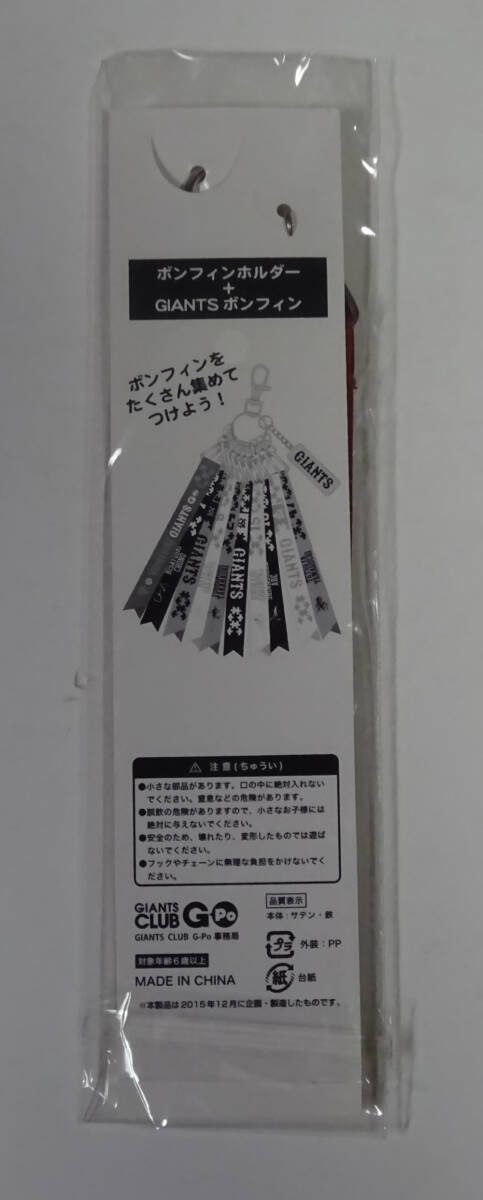 ボンフィンホルダー
+
GIANTS ボンフィン
ボンフィンを
たくさん集めて
つけよう！
GIANTS
GIANTS
GIANTS
GIANTS
GIANTS
注意(ちゅうい)
●小さな部品があります。口の中に絶対入れない
でください。窒息などの危険があります。
●誤飲の危険がありますので、小さなお子様には
絶対に与えないでください。
●安全のため、壊れたり、変形したものでは遊ば
ないでください。
●フックやチェーンに無理な負担をかけないでく
ださい。
GIANTS
CLUB G-Po
GIANTS CLUB G-Po 事務局
対象年齢6歳以上
MADE IN CHINA
品質表示
本体：サテン・鉄
プラ 外装：PP
紙 台紙
※本製品は2015年12月に企画・製造したものです。